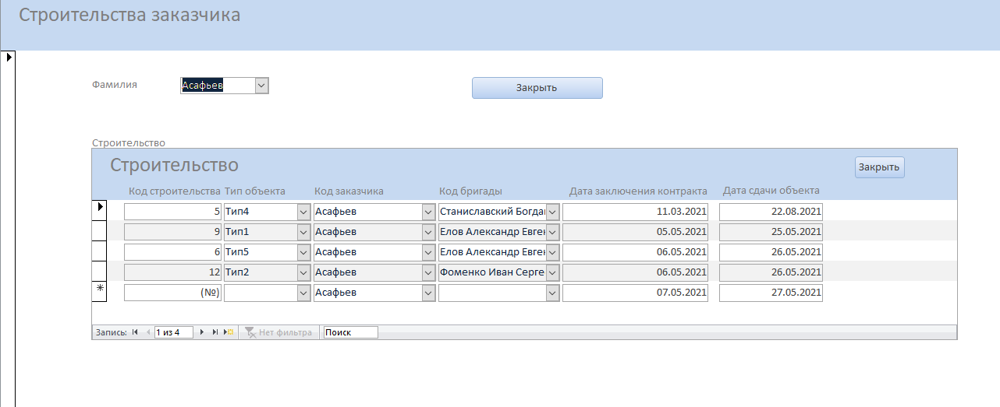 Строительства заказчика
Фамилия Асафьев Закрыть
Строительство
Строительство Закрыть
Код строительства Тип объекта Код заказчика Код бригады Дата заключения контракта Дата сдачи объекта
5 Тип4 Асафьев Станиславский Богда 11.03.2021 22.08.2021
9 Тип1 Асафьев Елов Александр Евген 05.05.2021 25.05.2021
6 Тип5 Асафьев Елов Александр Евген 06.05.2021 26.05.2021
12 Тип2 Асафьев Фоменко Иван Серге 06.05.2021 26.05.2021
(№) Асафьев 07.05.2021 27.05.2021
Запись: 1 из 4 Нет фильтра Поиск